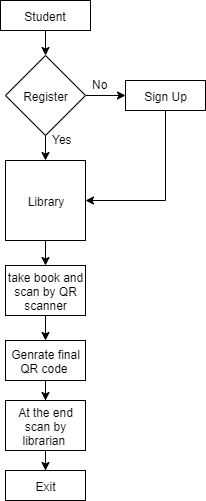 Student
Register
No
Sign Up
Yes
Library
take book and
scan by QR
scanner
Genrate final
QR code
At the end
scan by
librarian
Exit